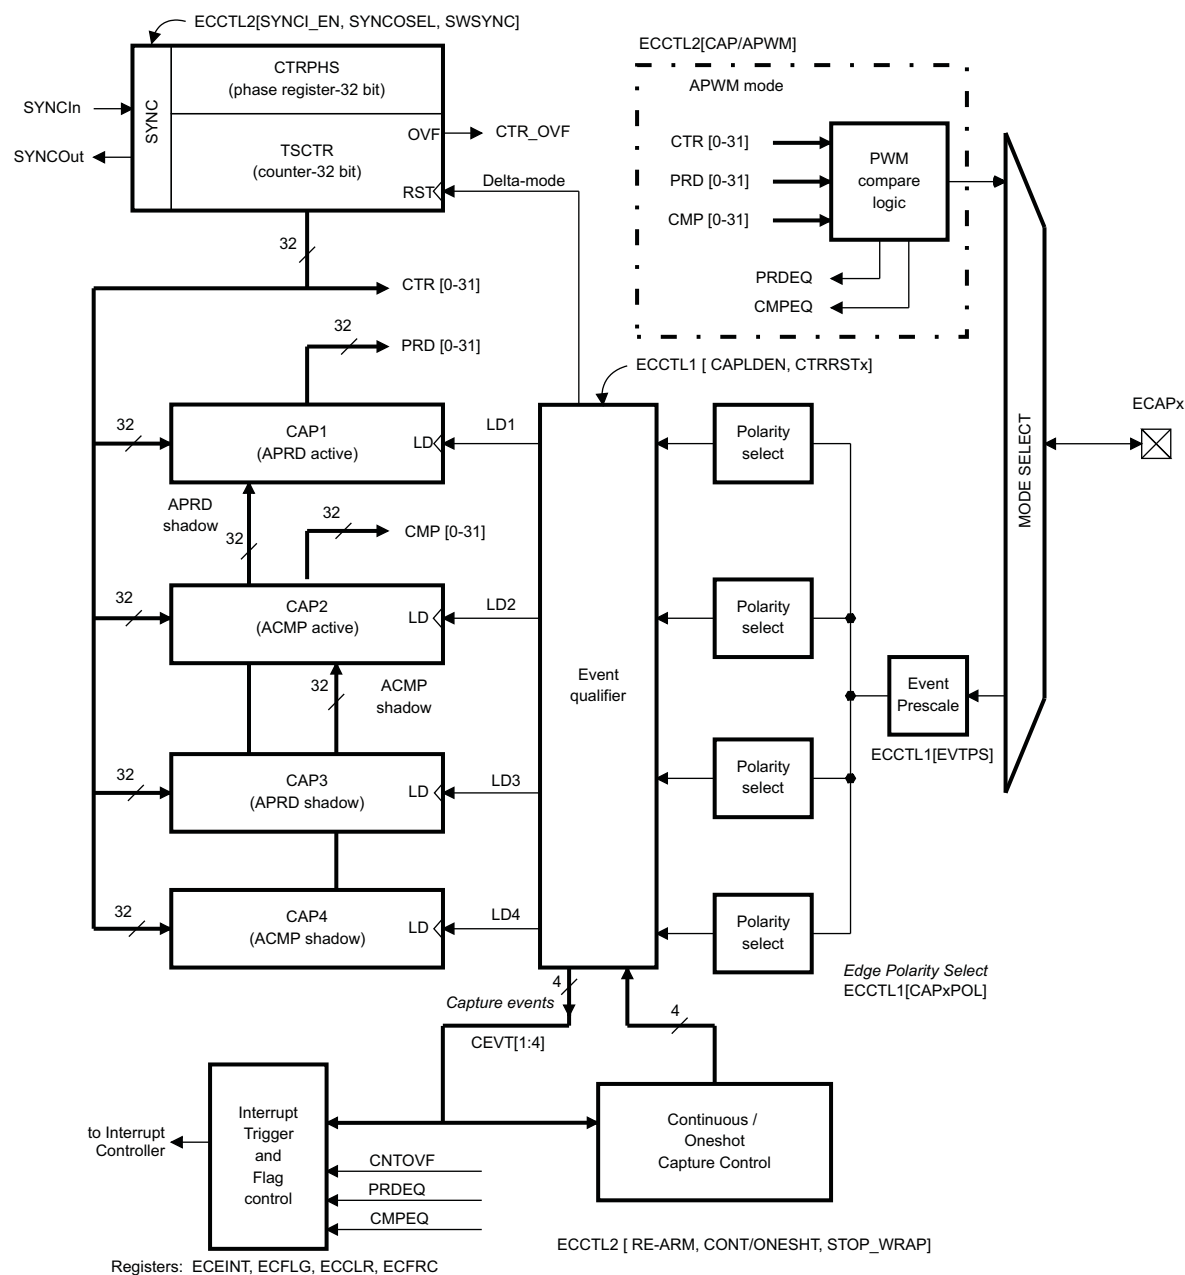 ECCTL2[SYNCI_EN, SYNCOSEL, SWSYNC]
ECCTL2[CAP/APWM]
CTRPHS
(phase register-32 bit)
APWM mode
SYNCIn
SYNC
OVF
CTR_OVF
CTR [0-31]
PWM
compare
logic
SYNCOut
TSCTR
(counter-32 bit)
PRD [0-31]
Delta-mode
RST
CMP [0-31]
32
CTR [0-31]
PRDEQ
CMPEQ
32
PRD [0-31]
ECCTL1 [ CAPLDEN, CTRRSTx]
ECAPx
32
CAP1
(APRD active)
LD
LD1
Polarity
select
MODE SELECT
APRD
shadow
32
32
CMP [0-31]
32
CAP2
(ACMP active)
LD
LD2
Polarity
select
Event
qualifier
32
ACMP
shadow
Event
Prescale
ECCTL1[EVTPS]
32
CAP3
(APRD shadow)
LD
LD3
Polarity
select
32
CAP4
(ACMP shadow)
LD
LD4
Polarity
select
Edge Polarity Select
ECCTL1[CAPxPOL]
4
Capture events
CEVT[1:4]
4
to Interrupt
Controller
Interrupt
Trigger
and
Flag
control
CNTOVF
PRDEQ
CMPEQ
Continuous /
Oneshot
Capture Control
ECCTL2 [ RE-ARM, CONT/ONESHT, STOP_WRAP]
Registers: ECEINT, ECFLG, ECCLR, ECFRC